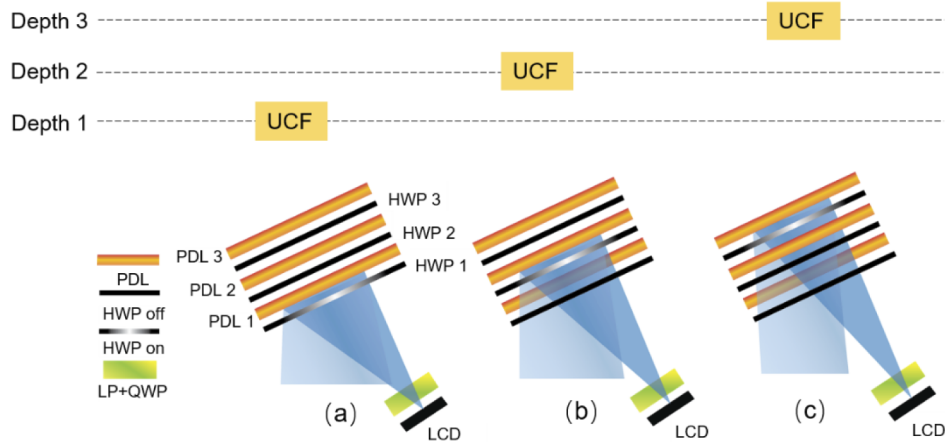 Depth 3
UCF
Depth 2
UCF
Depth 1
UCF
HWP 3
HWP 2
HWP 1
PDL 3
PDL 2
PDL 1
PDL
HWP off
HWP on
LP+QWP
(a)
LCD
(b)
LCD
(c)
LCD